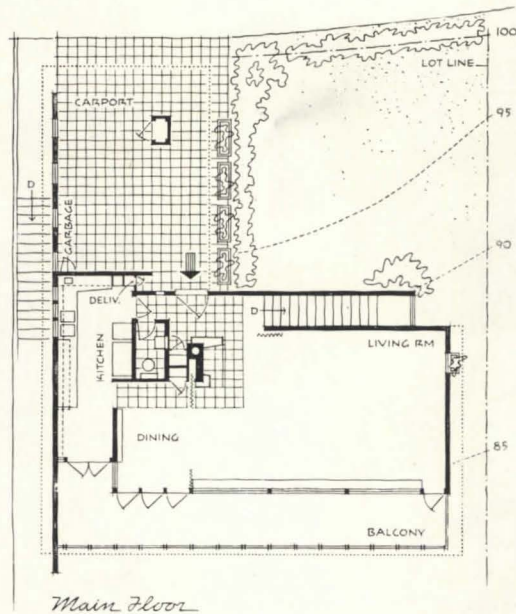 100
LOT LINE
CARPORT
95
D
GARBAGE
90
DELIV.
D
KITCHEN
LIVING RM
DINING
85
BALCONY
Main Floor